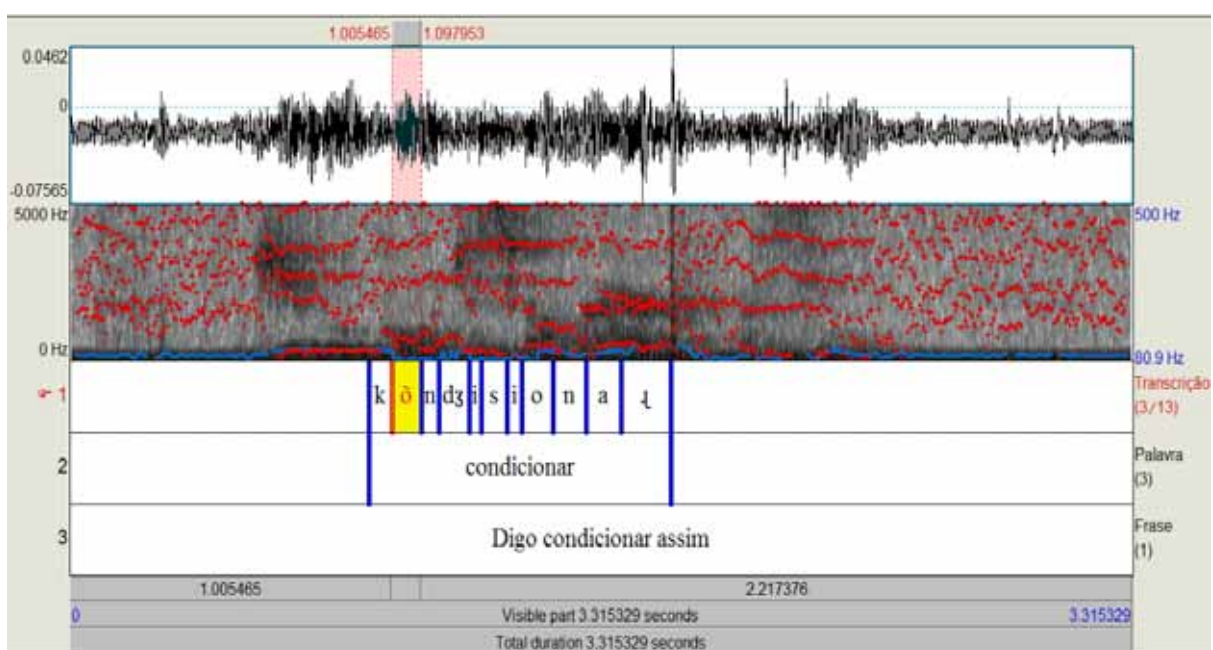 1.005465 1.097953
0.0462
0
-0.07565
5000 Hz
500 Hz
0 Hz
80.9 Hz
1 k õ n dʒ i s i o n a ɻ Transcrição (3/13)
2 condicionar Palavra (3)
3 Digo condicionar assim Frase (1)
1.005465 2.217376
0 Visible part 3.315329 seconds 3.315329
Total duration 3.315329 seconds